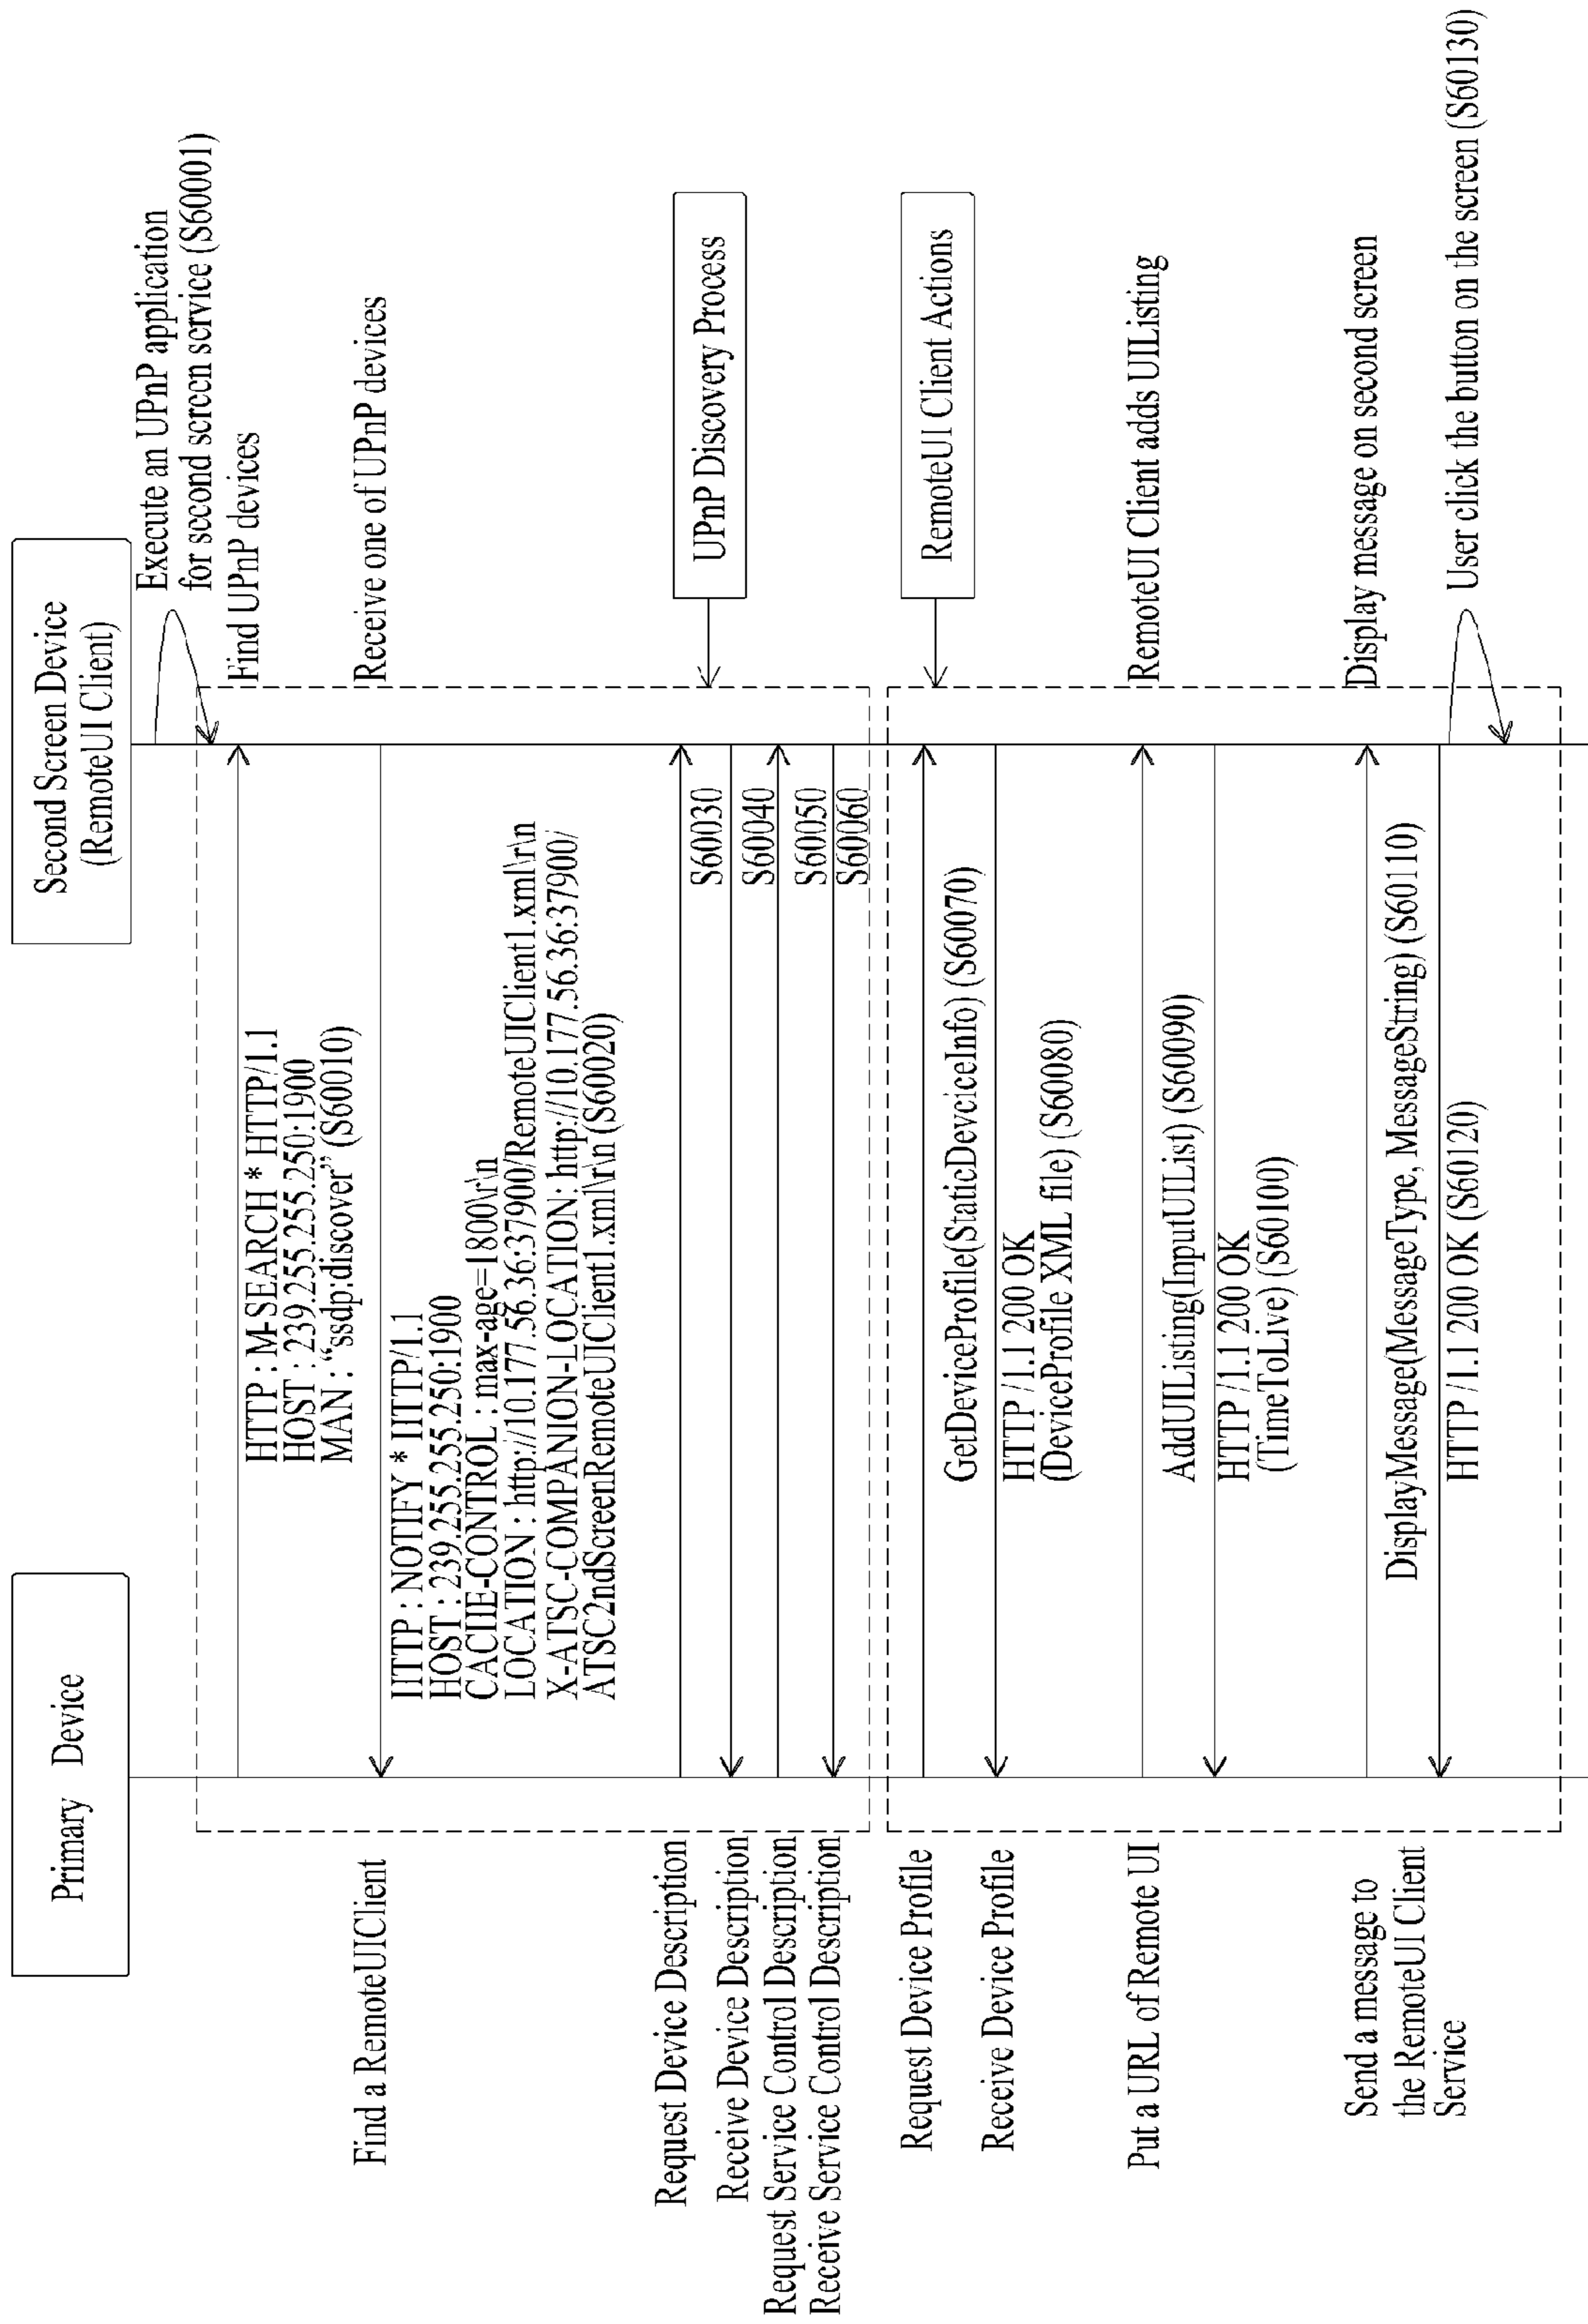 Primary Device
Second Screen Device
(RemoteUI Client)
Execute an UPnP application
for second screen service (S60001)
Find UPnP devices
HTTP : M-SEARCH * HTTP/1.1
HOST : 239.255.255.250:1900
MAN : “ssdp:discover” (S60010)
Find a RemoteUIClient
Receive one of UPnP devices
HTTP : NOTIFY * HTTP/1.1
HOST : 239.255.255.250:1900
CACHE-CONTROL : max-age=1800\r\n
LOCATION : http://10.177.56.36:37900/RemoteUIClient1.xml\r\n
X-ATSC-COMPANION-LOCATION: http://10.177.56.36:37900/
ATSC2ndScreenRemoteUIClient1.xml\r\n (S60020)
Request Device Description
S60030
UPnP Discovery Process
Receive Device Description
S60040
Request Service Control Description
S60050
Receive Service Control Description
S60060
Request Device Profile
GetDeviceProfile(StaticDevciceInfo) (S60070)
RemoteUI Client Actions
Receive Device Profile
HTTP /1.1 200 OK
(DeviceProfile XML file) (S60080)
Put a URL of Remote UI
RemoteUI Client adds UIListing
AddUIListing(InputUIList) (S60090)
HTTP /1.1 200 OK
(TimeToLive) (S60100)
Send a message to
the RemoteUI Client
Service
Display message on second screen
DisplayMessage(MessageType, MessageString) (S60110)
HTTP /1.1 200 OK (S60120)
User click the button on the screen (S60130)